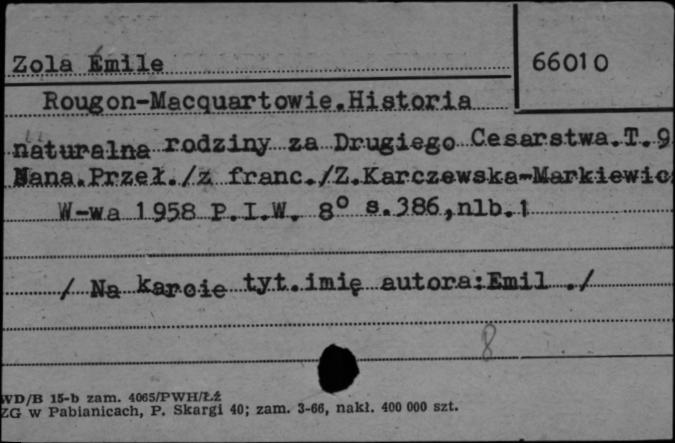 Zola Émile
66010
Rougon-Macquartowie.Historia
naturalna rodziny za Drugiego Cesarstwa.T.9
Nana.Przeł./z franc./Z.Karczewska-Markiewic
W-wa 1958 P.I.W. 8° s.386,nlb.1
/ Na karcie tyt.imię autora:Emil ./
8
WD/B 15-b zam. 4065/PWH/Łź
ZG w Pabianicach, P. Skargi 40; zam. 3-66, nakł. 400 000 szt.